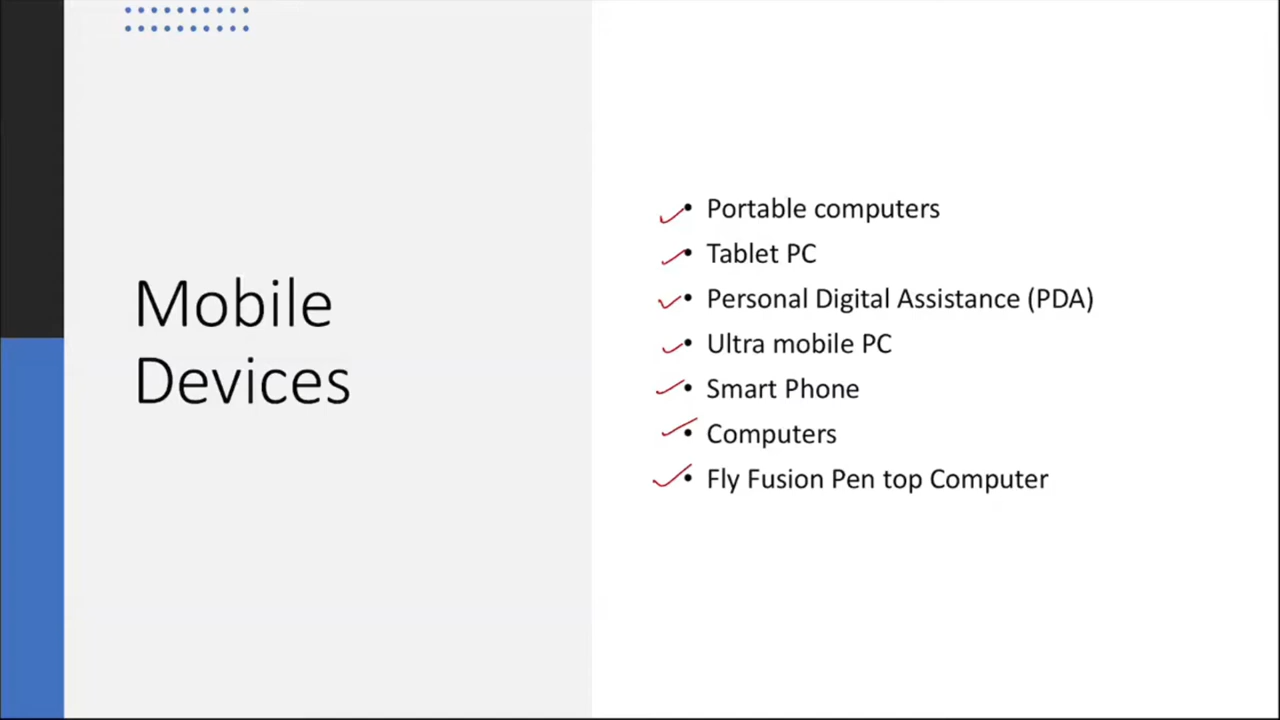 Mobile
Devices
• Portable computers
• Tablet PC
• Personal Digital Assistance (PDA)
• Ultra mobile PC
• Smart Phone
• Computers
• Fly Fusion Pen top Computer